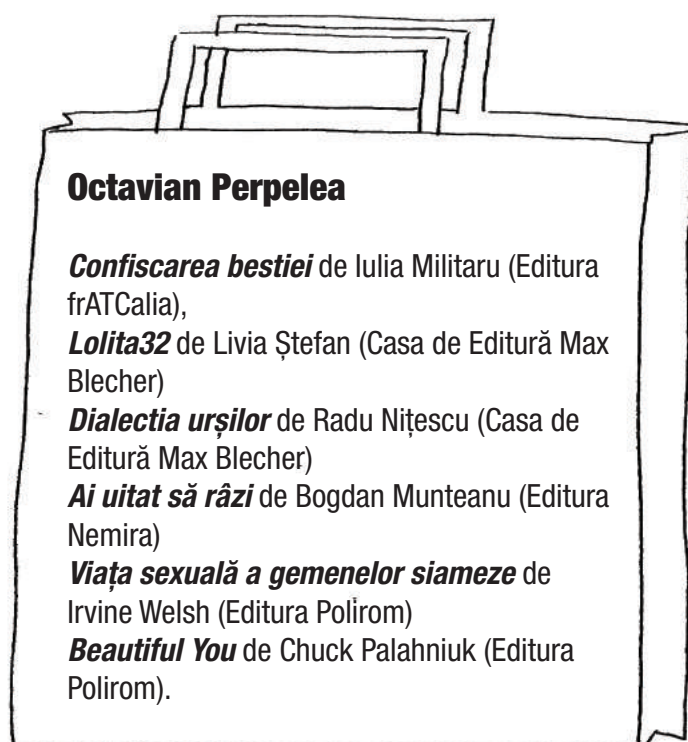 Octavian Perpelea
Confiscarea bestiei de Iulia Militaru (Editura
frATCalia),
Lolita32 de Livia Ștefan (Casa de Editură Max
Blecher)
Dialectia urșilor de Radu Nițescu (Casa de
Editură Max Blecher)
Ai uitat să râzi de Bogdan Munteanu (Editura
Nemira)
Viața sexuală a gemenelor siameze de
Irvine Welsh (Editura Polirom)
Beautiful You de Chuck Palahniuk (Editura
Polirom).